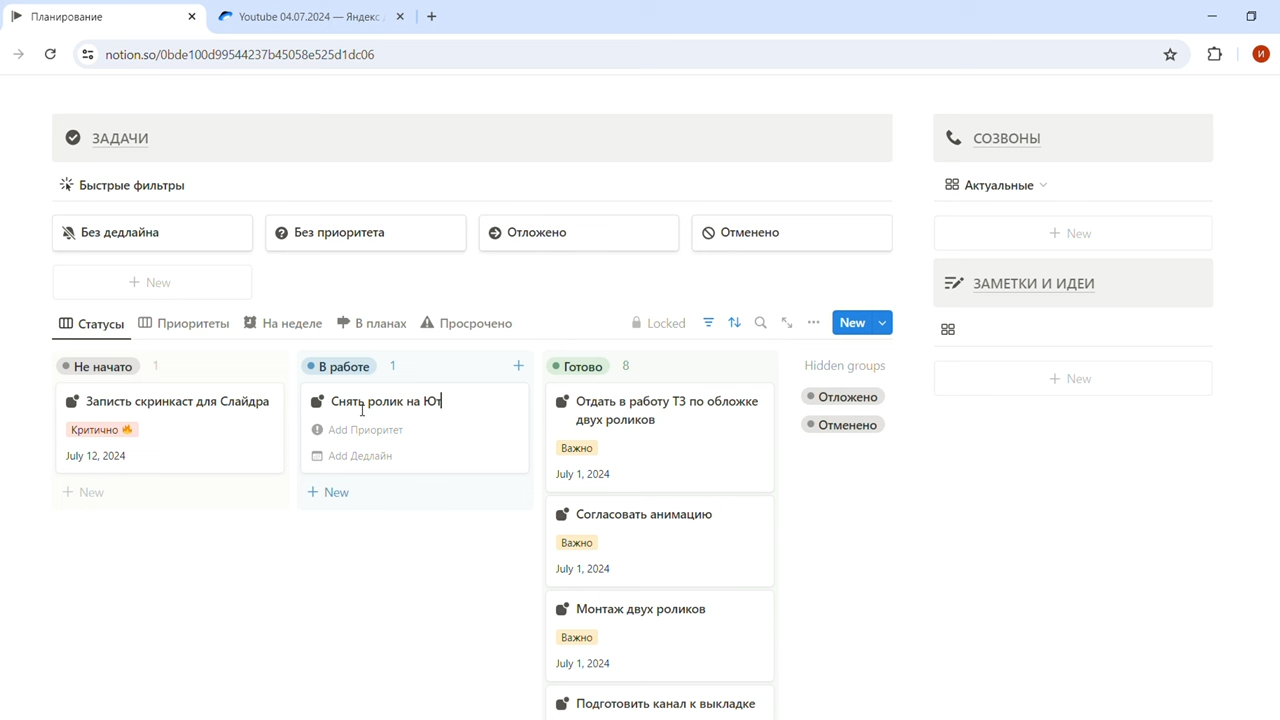 Планирование
Youtube 04.07.2024 — Яндекс
notion.so/0bde100d99544237b45058e525d1dc06
И
ЗАДАЧИ
Быстрые фильтры
Без дедлайна
Без приоритета
Отложено
Отменено
+ New
Статусы
Приоритеты
На неделе
В планах
Просрочено
Locked
New
Не начато 1
Записть скринкаст для Слайдра
Критично 🔥
July 12, 2024
+ New
В работе 1
Снять ролик на Ют
Add Приоритет
Add Дедлайн
+ New
Готово 8
Отдать в работу ТЗ по обложке
двух роликов
Важно
July 1, 2024
Согласовать анимацию
Важно
July 1, 2024
Монтаж двух роликов
Важно
July 1, 2024
Подготовить канал к выкладке
Hidden groups
Отложено
Отменено
СОЗВОНЫ
Актуальные
+ New
ЗАМЕТКИ И ИДЕИ
+ New